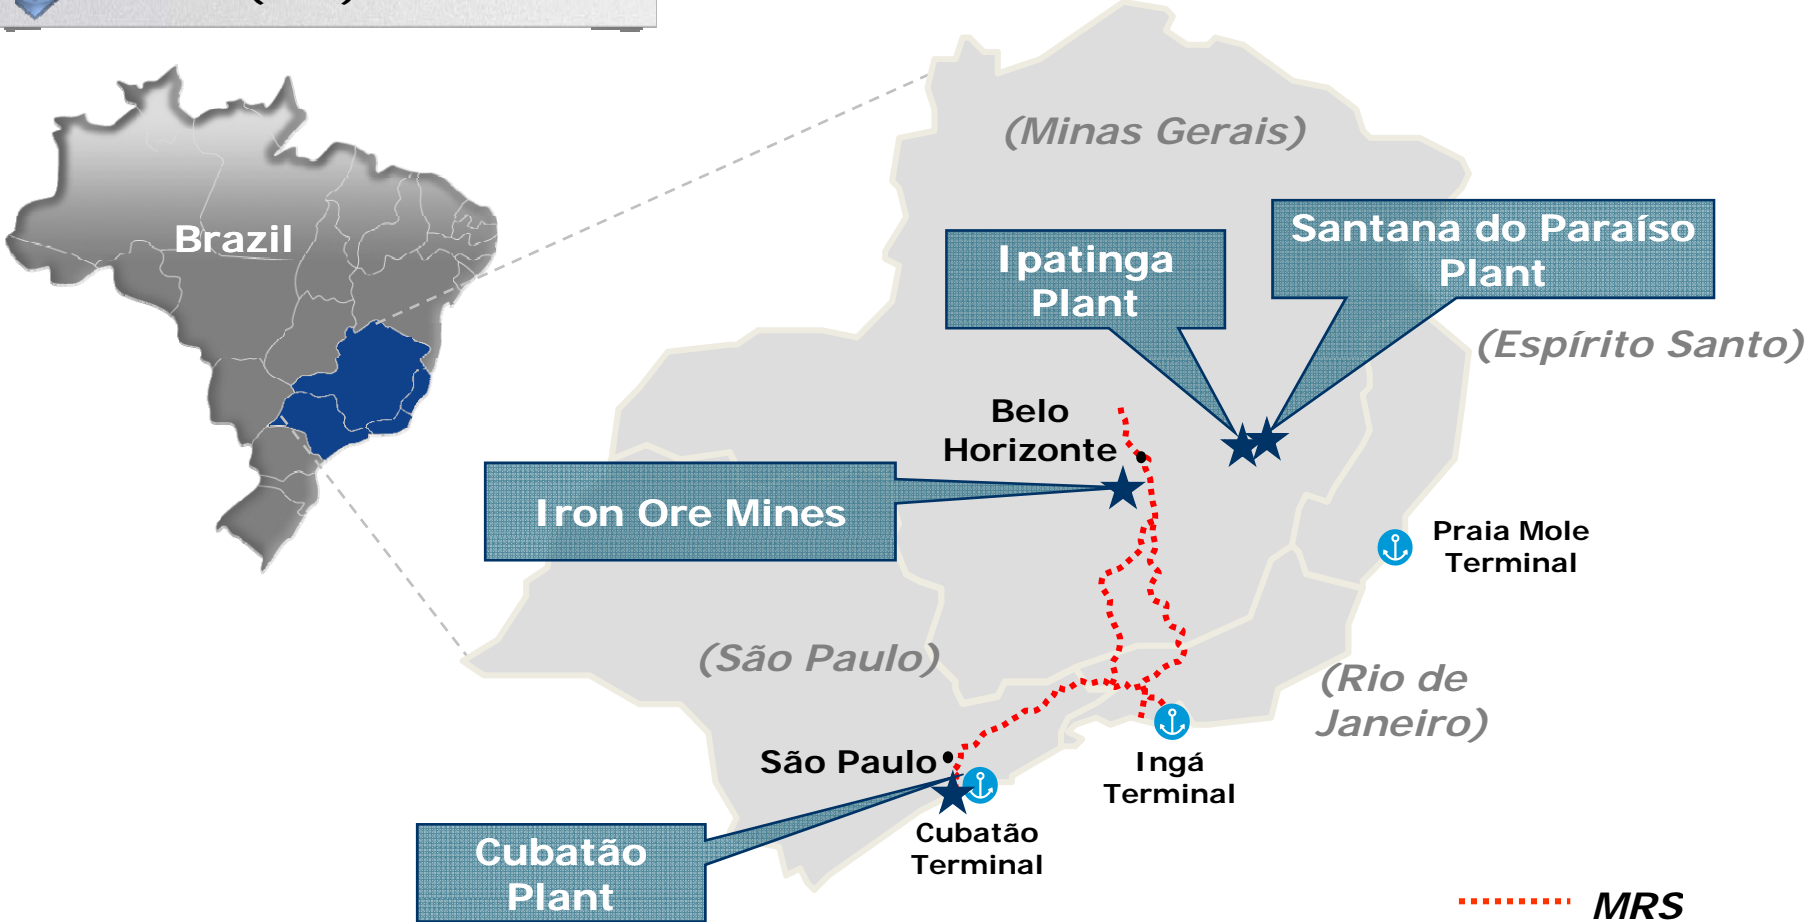 (Minas Gerais)
Brazil
Santana do Paraíso
Plant
Ipatinga
Plant
(Espírito Santo)
Belo
Horizonte
Iron Ore Mines
Praia Mole
Terminal
(São Paulo)
(Rio de
Janeiro)
São Paulo
Ingá
Terminal
Cubatão
Terminal
Cubatão
Plant
MRS